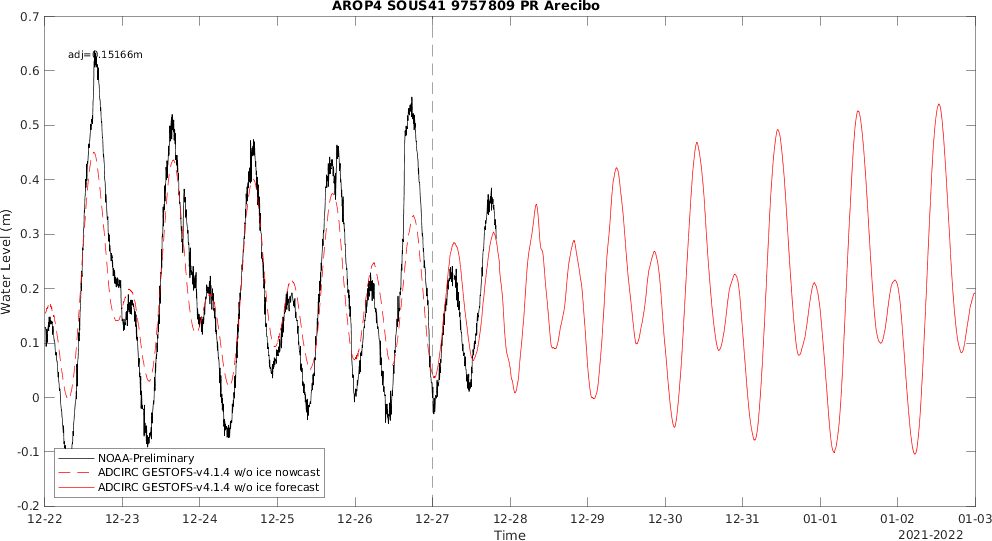 AROP4 SOUS41 9757809 PR Arecibo
adj=0.15166m
0.7
0.6
0.5
0.4
0.3
0.2
0.1
0
-0.1
-0.2
Water Level (m)
NOAA-Preliminary
ADCIRC GESTOFS-v4.1.4 w/o ice nowcast
ADCIRC GESTOFS-v4.1.4 w/o ice forecast
12-22 12-23 12-24 12-25 12-26 12-27 12-28 12-29 12-30 12-31 01-01 01-02 01-03
Time
2021-2022